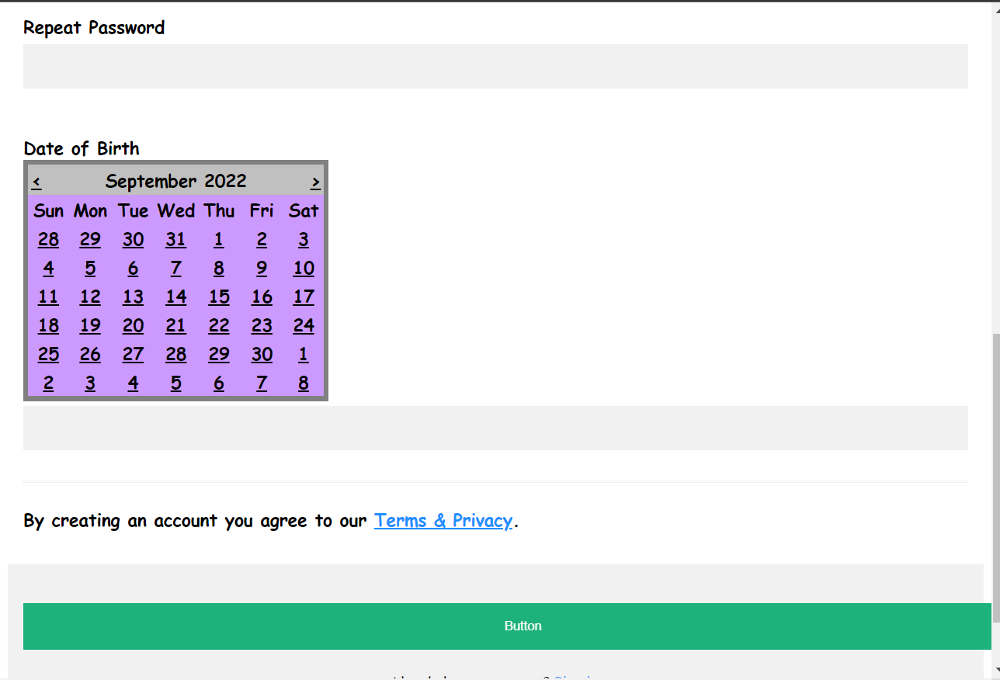 Repeat Password
Date of Birth
< September 2022 >
Sun Mon Tue Wed Thu Fri Sat
28 29 30 31 1 2 3
4 5 6 7 8 9 10
11 12 13 14 15 16 17
18 19 20 21 22 23 24
25 26 27 28 29 30 1
2 3 4 5 6 7 8
By creating an account you agree to our Terms & Privacy.
Button